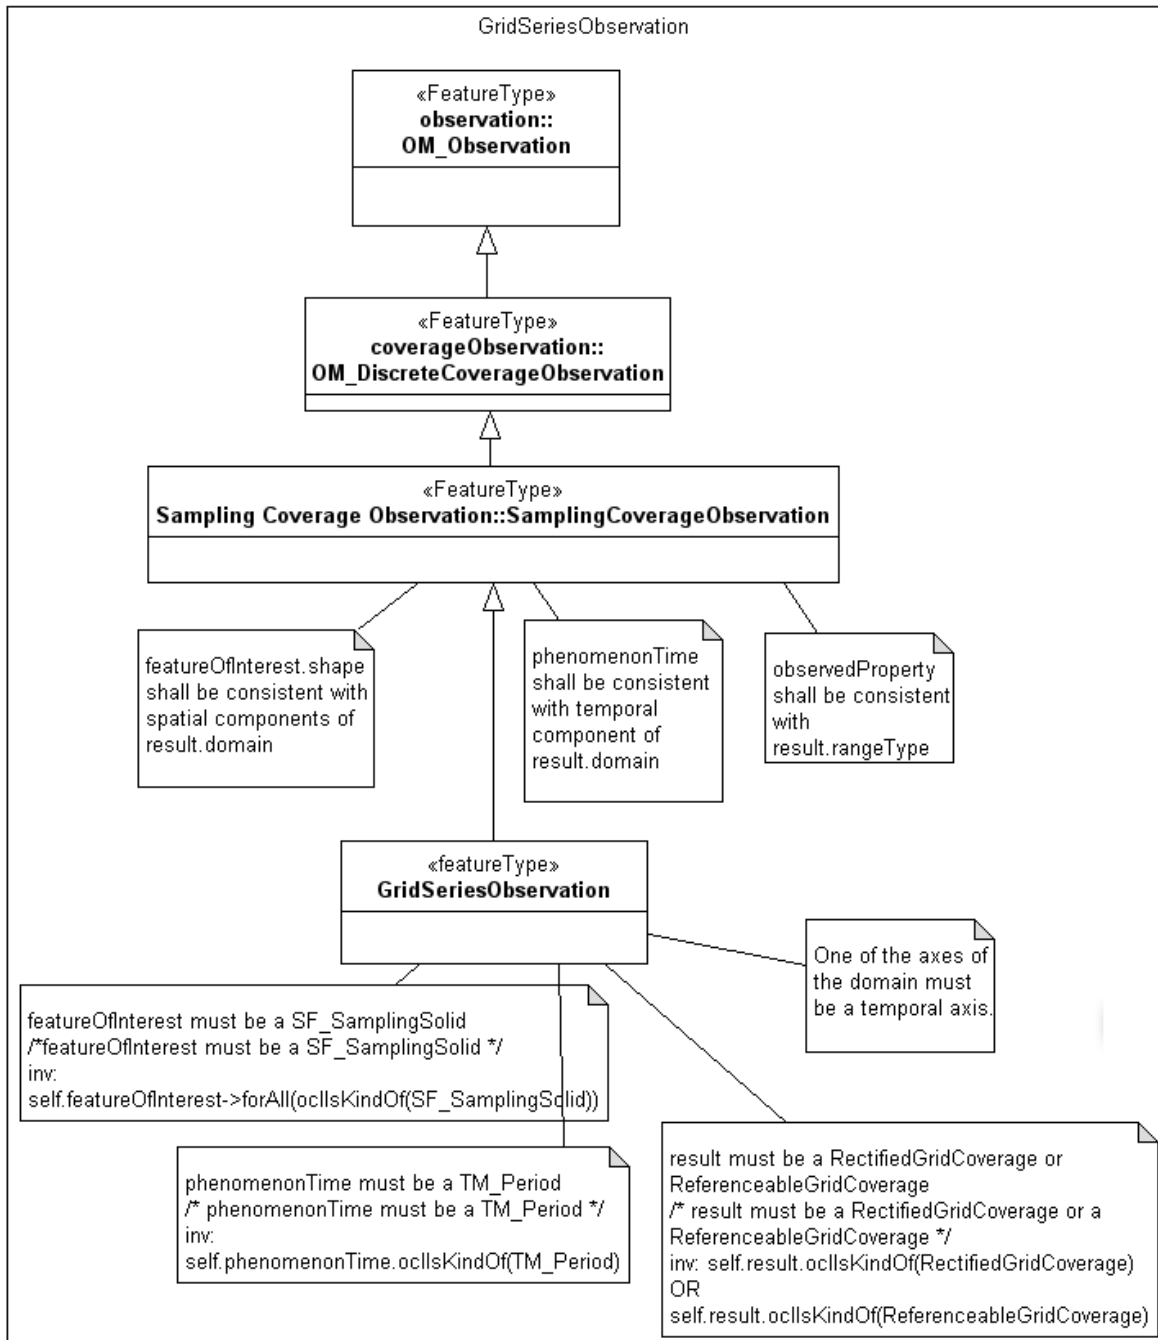 GridSeriesObservation
«FeatureType»
observation::
OM_Observation
«FeatureType»
coverageObservation::
OM_DiscreteCoverageObservation
«FeatureType»
Sampling Coverage Observation::SamplingCoverageObservation
featureOfInterest.shape
shall be consistent with
spatial components of
result.domain
phenomenonTime
shall be consistent
with temporal
component of
result.domain
observedProperty
shall be consistent
with
result.rangeType
«featureType»
GridSeriesObservation
One of the axes of
the domain must
be a temporal axis.
featureOfInterest must be a SF_SamplingSolid
/*featureOfInterest must be a SF_SamplingSolid */
inv:
self.featureOfInterest->forAll(oclIsKindOf(SF_SamplingSolid))
phenomenonTime must be a TM_Period
/* phenomenonTime must be a TM_Period */
inv:
self.phenomenonTime.oclIsKindOf(TM_Period)
result must be a RectifiedGridCoverage or
ReferenceableGridCoverage
/* result must be a RectifiedGridCoverage or a
ReferenceableGridCoverage */
inv: self.result.oclIsKindOf(RectifiedGridCoverage)
OR
self.result.oclIsKindOf(ReferenceableGridCoverage)